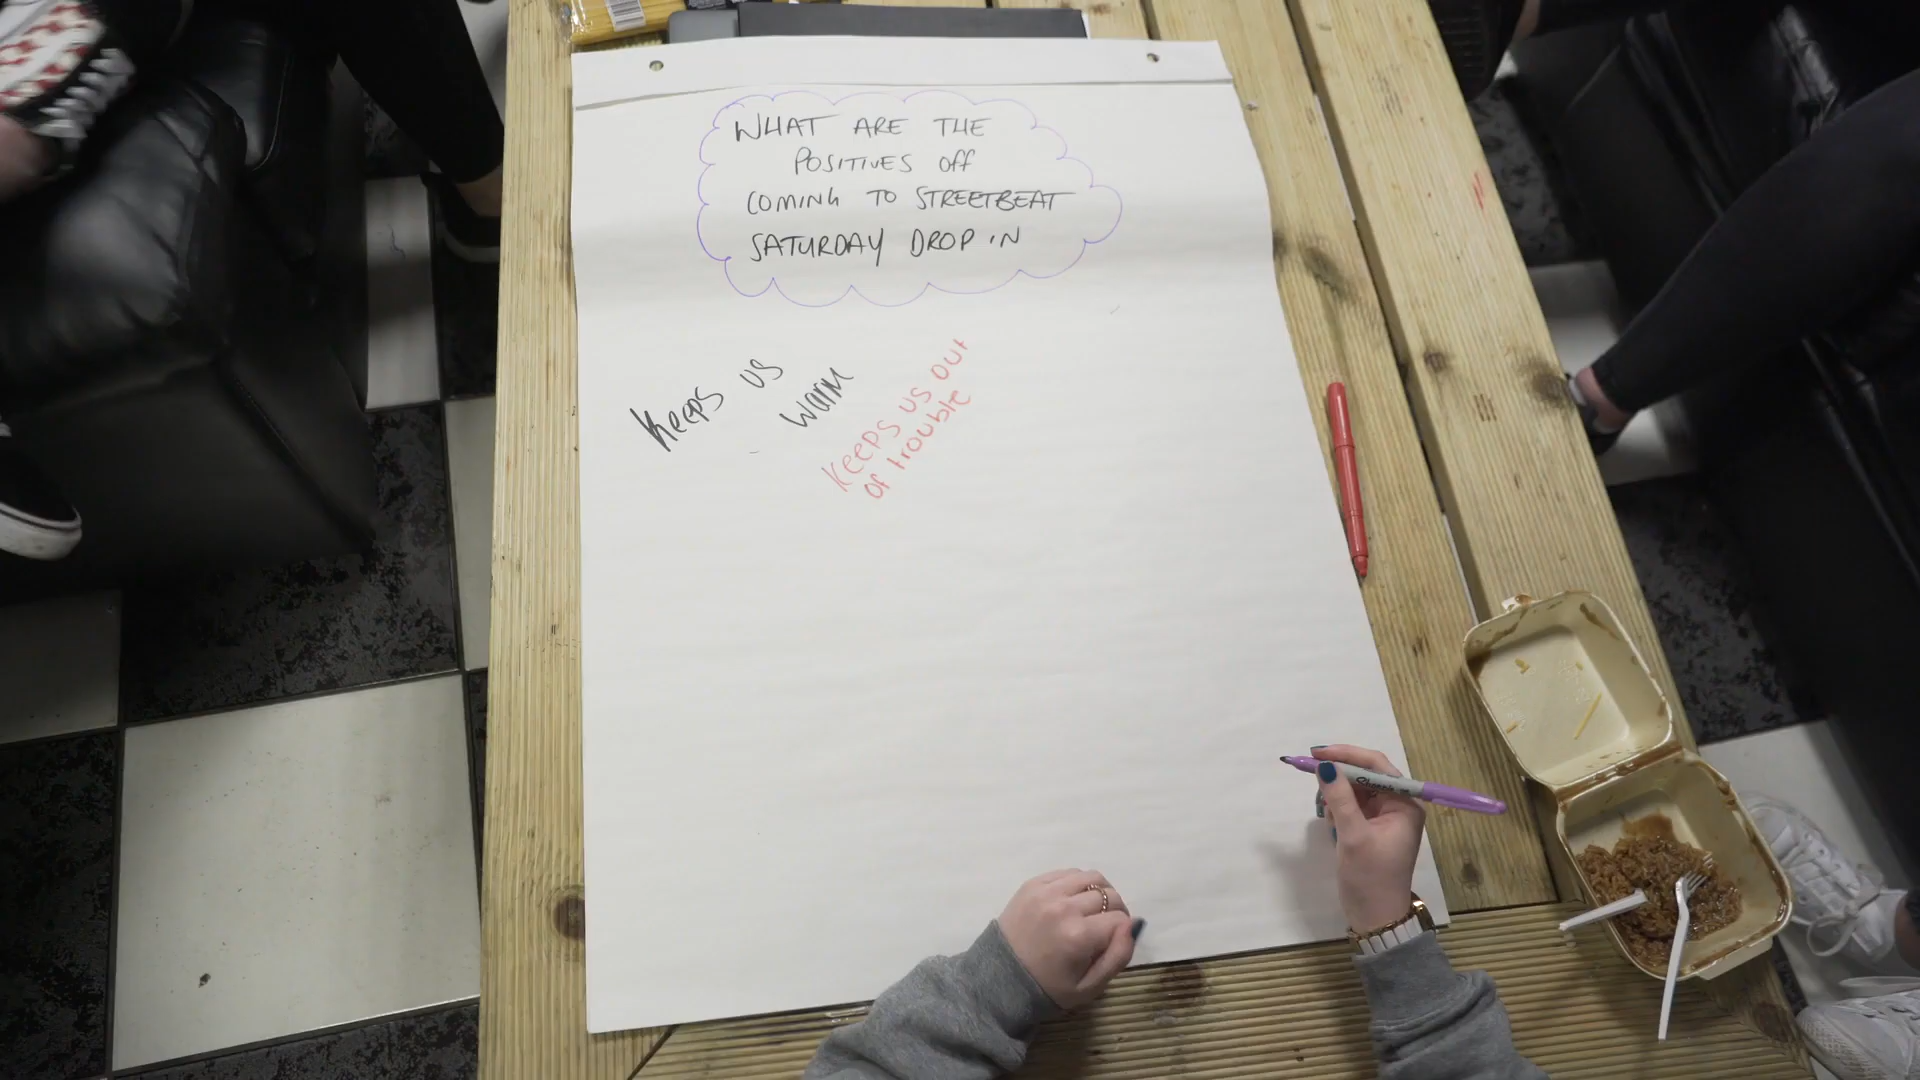 WHAT ARE THE
POSITIVES OFF
COMING TO STREETBEAT
SATURDAY DROP IN
Keeps us
warm
Keeps us out
of trouble
Sharpie